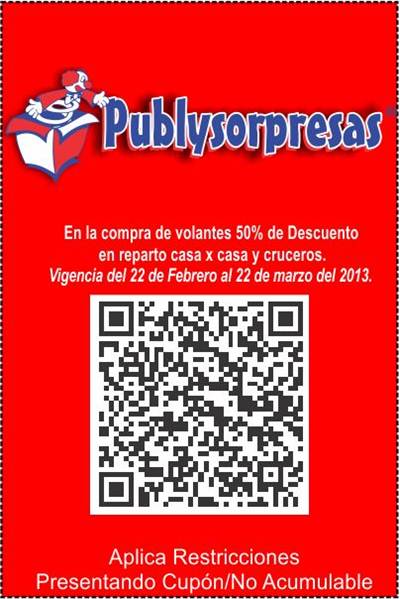 Publysorpresas
En la compra de volantes 50% de Descuento
en reparto casa x casa y cruceros.
Vigencia del 22 de Febrero al 22 de marzo del 2013.
Aplica Restricciones
Presentando Cupón/No Acumulable